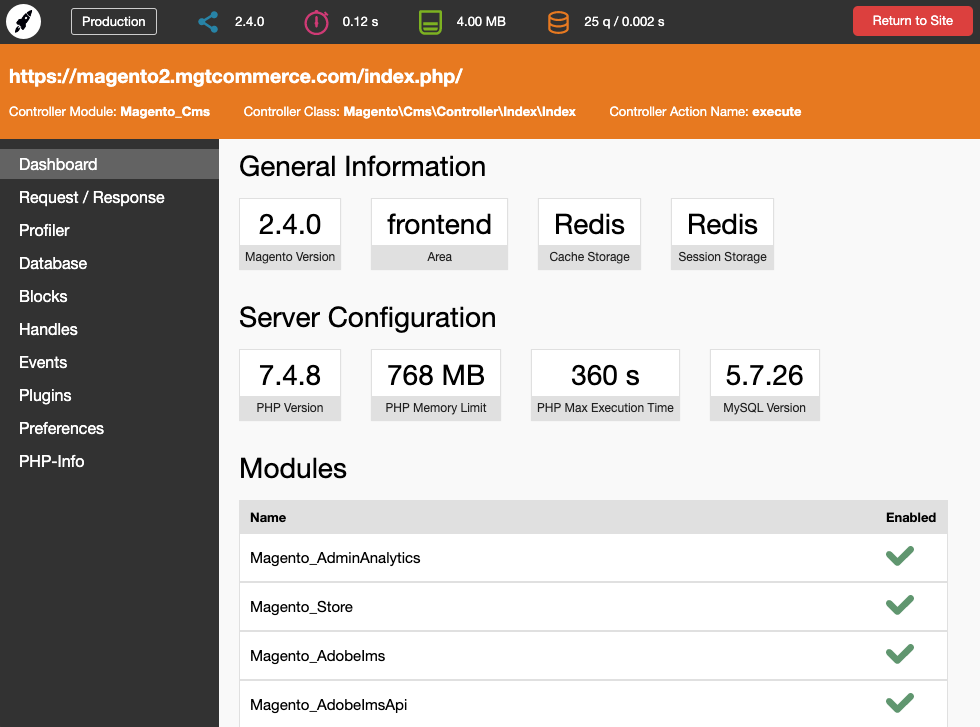 Production 2.4.0 0.12 s 4.00 MB 25 q / 0.002 s Return to Site
https://magento2.mgtcommerce.com/index.php/
Controller Module: Magento_Cms Controller Class: Magento\Cms\Controller\Index\Index Controller Action Name: execute
Dashboard
Request / Response
Profiler
Database
Blocks
Handles
Events
Plugins
Preferences
PHP-Info
General Information
2.4.0 frontend Redis Redis
Magento Version Area Cache Storage Session Storage
Server Configuration
7.4.8 768 MB 360 s 5.7.26
PHP Version PHP Memory Limit PHP Max Execution Time MySQL Version
Modules
Name Enabled
Magento_AdminAnalytics
Magento_Store
Magento_AdobeIms
Magento_AdobeImsApi